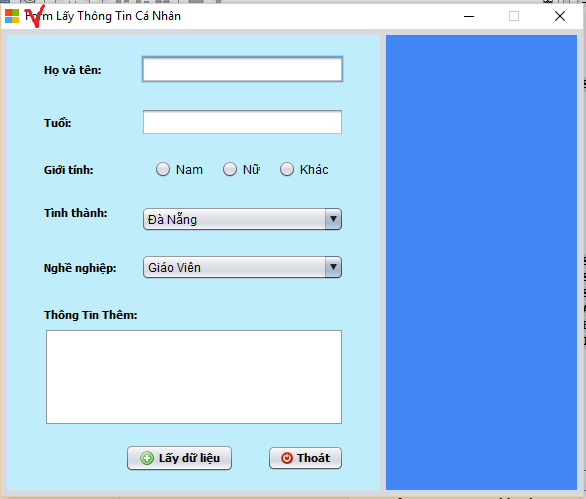 Form Lấy Thông Tin Cá Nhân
Họ và tên:
Tuổi:
Giới tính: Nam Nữ Khác
Tình thành: Đà Nẵng
Nghề nghiệp: Giáo Viên
Thông Tin Thêm:
Lấy dữ liệu Thoát